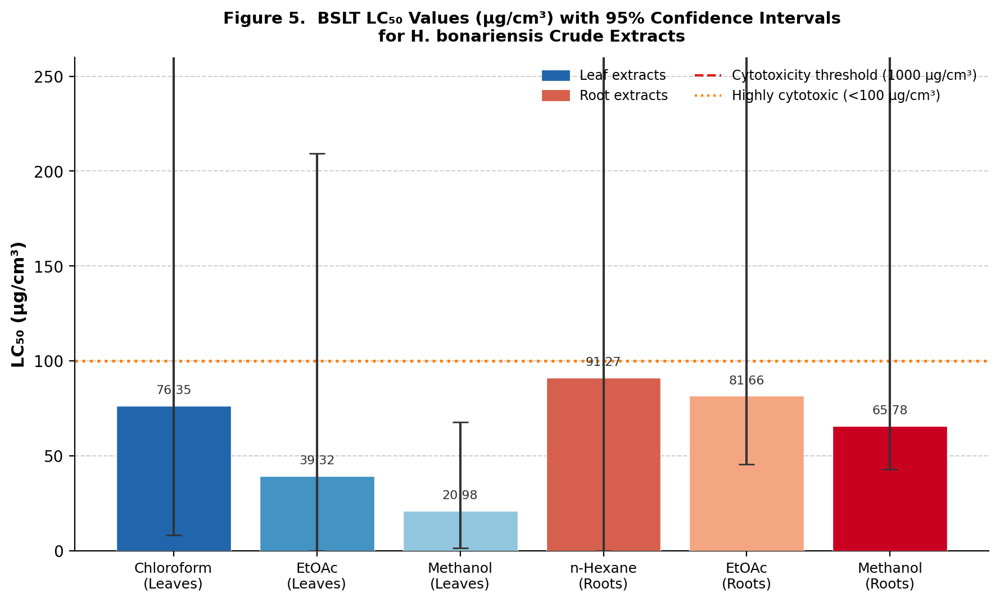 Figure 5.  BSLT LC₅₀ Values (µg/cm³) with 95% Confidence Intervals
for H. bonariensis Crude Extracts
LC₅₀ (µg/cm³)
250
200
150
100
50
0
Leaf extracts
Root extracts
Cytotoxicity threshold (1000 µg/cm³)
Highly cytotoxic (<100 µg/cm³)
76.35
39.32
20.98
91.27
81.66
65.78
Chloroform
(Leaves)
EtOAc
(Leaves)
Methanol
(Leaves)
n-Hexane
(Roots)
EtOAc
(Roots)
Methanol
(Roots)